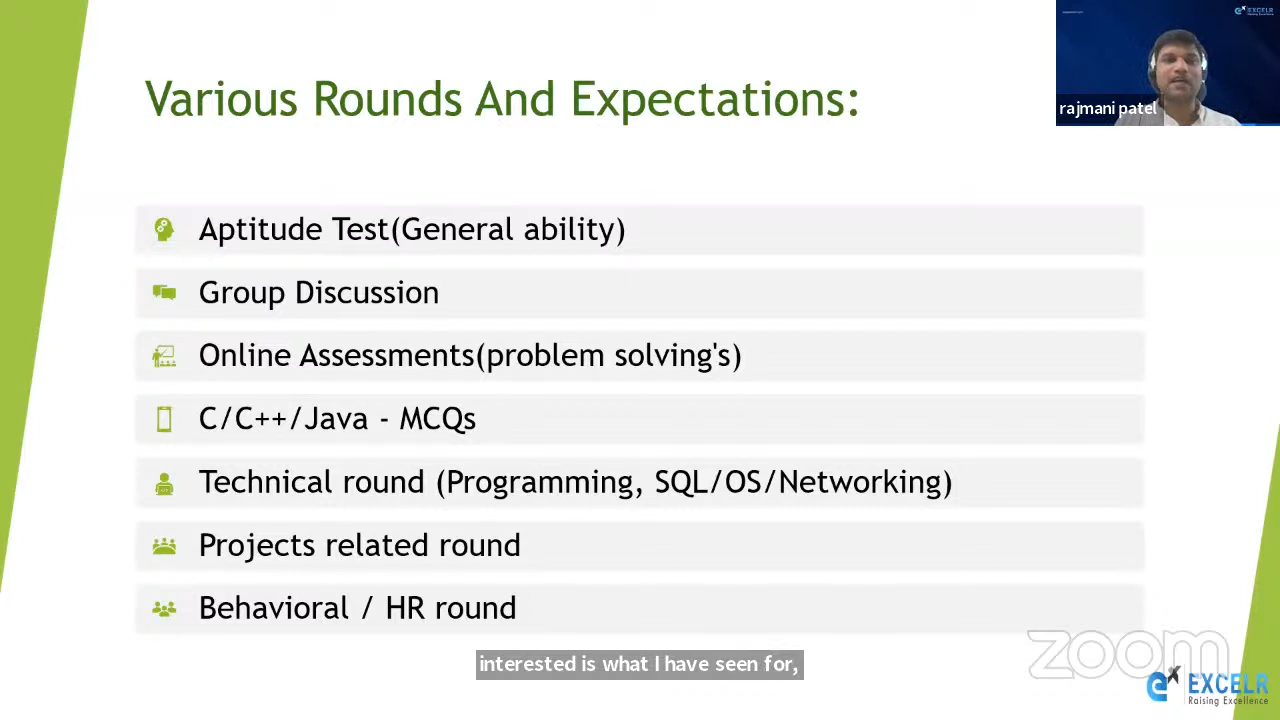 EXCELR
rajmani patel
Various Rounds And Expectations:
Aptitude Test(General ability)
Group Discussion
Online Assessments(problem solving's)
C/C++/Java - MCQs
Technical round (Programming, SQL/OS/Networking)
Projects related round
Behavioral / HR round
interested is what I have seen for,
zoom
EXCELR
Raising Excellence